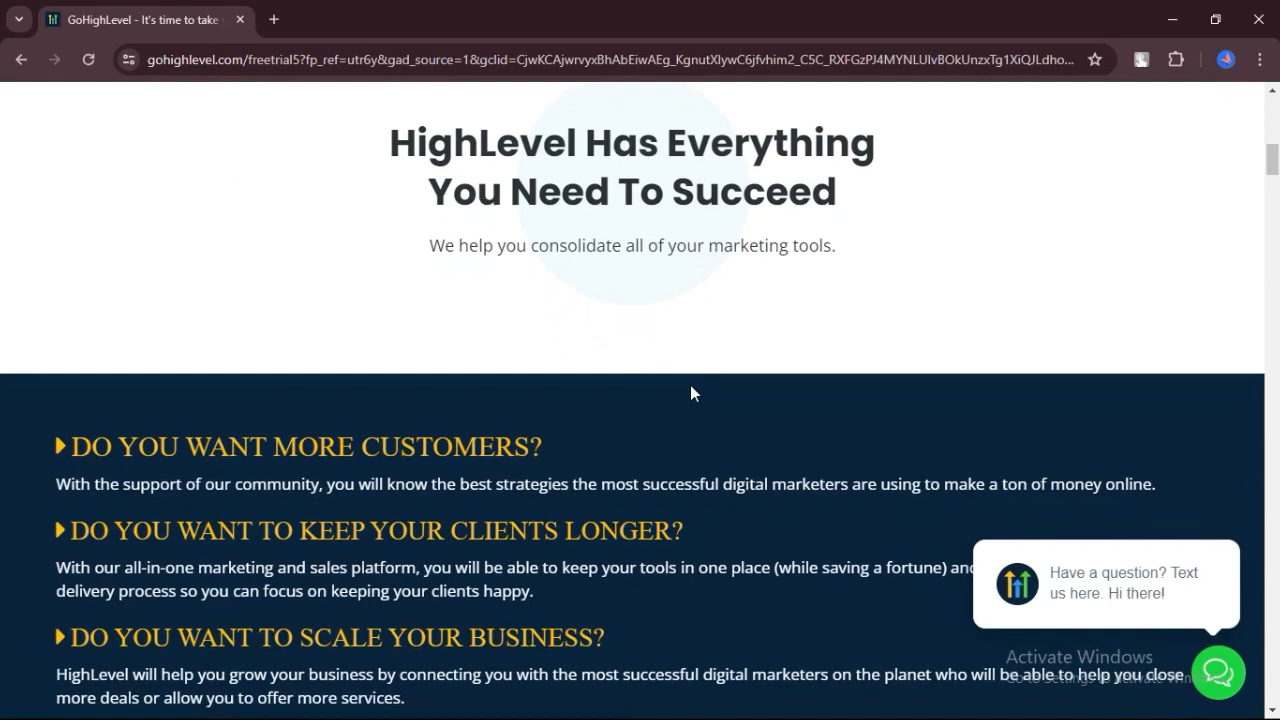 GoHighLevel - It's time to take
gohighlevel.com/freetrial5?fp_ref=utr6y&gad_source=1&gclid=CjwKCAjwrvyxBhAbEiwAEg_KgnutXlywC6jfvhim2_C5C_RXFGzPJ4MYNLUIvBOkUnzxTg1XiQJLdho...
HighLevel Has Everything
You Need To Succeed
We help you consolidate all of your marketing tools.
DO YOU WANT MORE CUSTOMERS?
With the support of our community, you will know the best strategies the most successful digital marketers are using to make a ton of money online.
DO YOU WANT TO KEEP YOUR CLIENTS LONGER?
With our all-in-one marketing and sales platform, you will be able to keep your tools in one place (while saving a fortune)
delivery process so you can focus on keeping your clients happy.
DO YOU WANT TO SCALE YOUR BUSINESS?
HighLevel will help you grow your business by connecting you with the most successful digital marketers on the planet who will be able to help you close
more deals or allow you to offer more services.
Have a question? Text
us here. Hi there!
Activate Windows